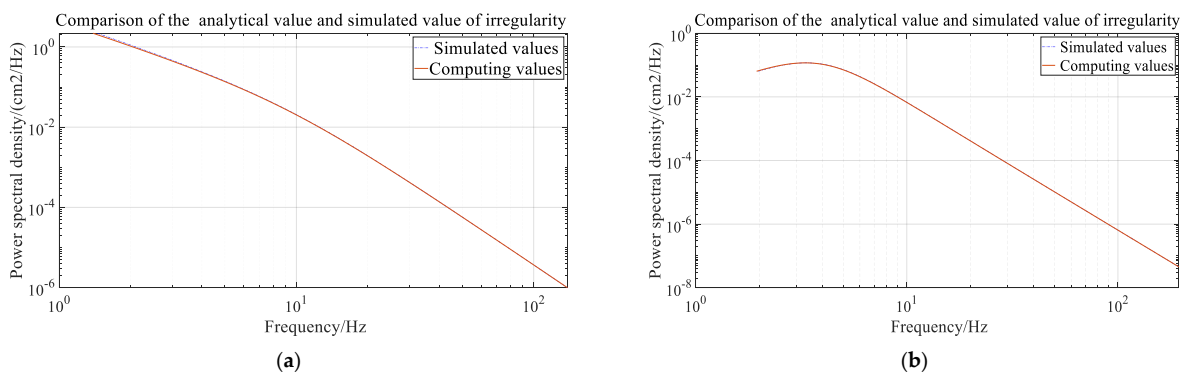 Comparison of the  analytical value and simulated value of irregularity
Power spectral density/(cm2/Hz)
10^0
10^-2
10^-4
10^-6
Simulated values
Computing values
10^0
10^1
10^2
Frequency/Hz
(a)
Comparison of the  analytical value and simulated value of irregularity
Power spectral density/(cm2/Hz)
10^0
10^-2
10^-4
10^-6
10^-8
Simulated values
Computing values
10^0
10^1
10^2
Frequency/Hz
(b)